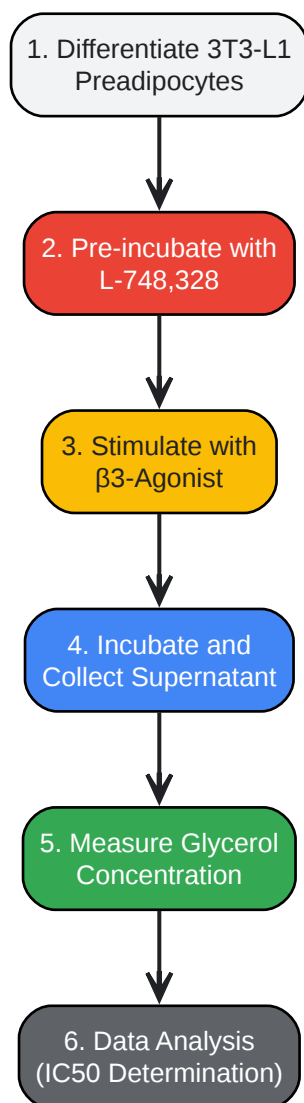 1. Differentiate 3T3-L1
Preadipocytes
2. Pre-incubate with
L-748,328
3. Stimulate with
β3-Agonist
4. Incubate and
Collect Supernatant
5. Measure Glycerol
Concentration
6. Data Analysis
(IC50 Determination)